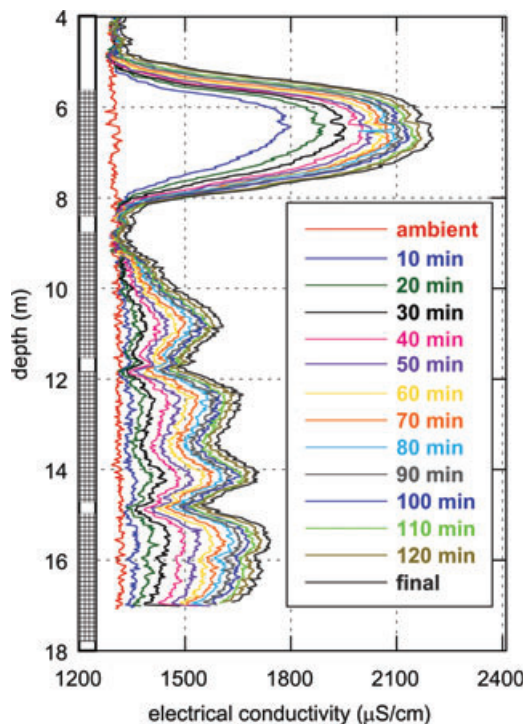 4
6
8
10
12
14
16
18
depth (m)
ambient
10 min
20 min
30 min
40 min
50 min
60 min
70 min
80 min
90 min
100 min
110 min
120 min
final
1200 1500 1800 2100 2400
electrical conductivity (µS/cm)